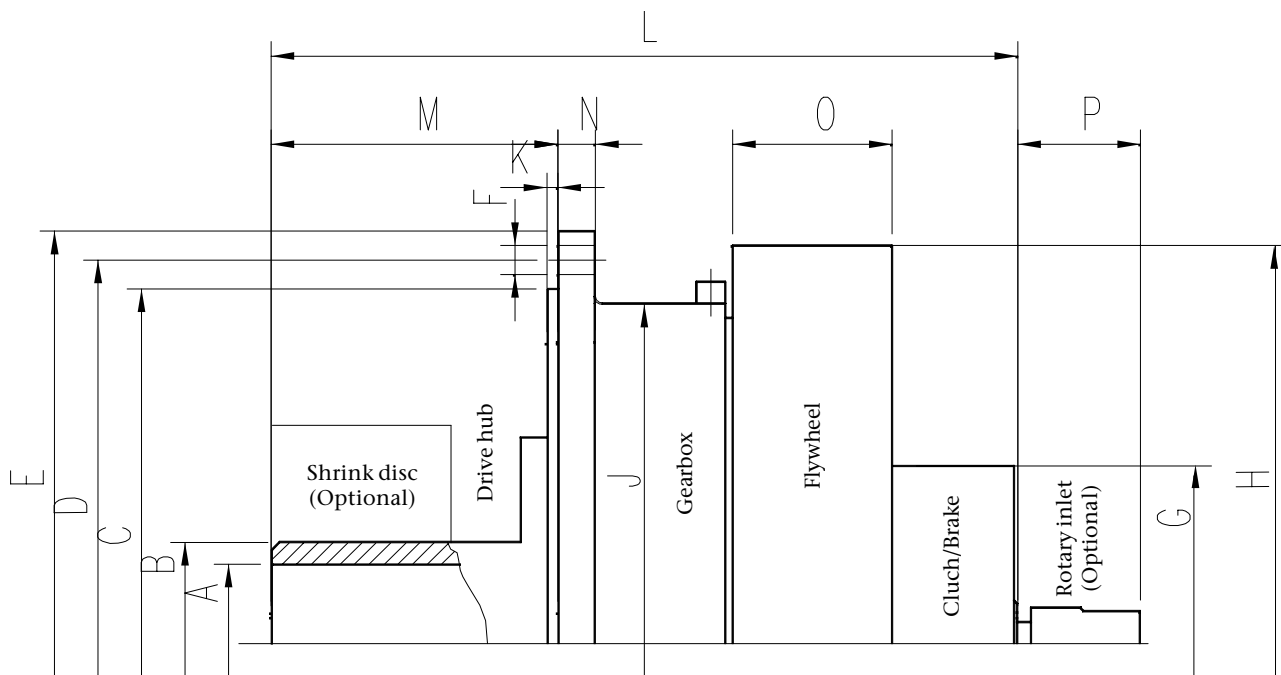 L
M
N
O
P
K
F
E
D
C
B
A
J
G
H
Shrink disc
(Optional)
Drive hub
Gearbox
Flywheel
Cluch/Brake
Rotary inlet
(Optional)